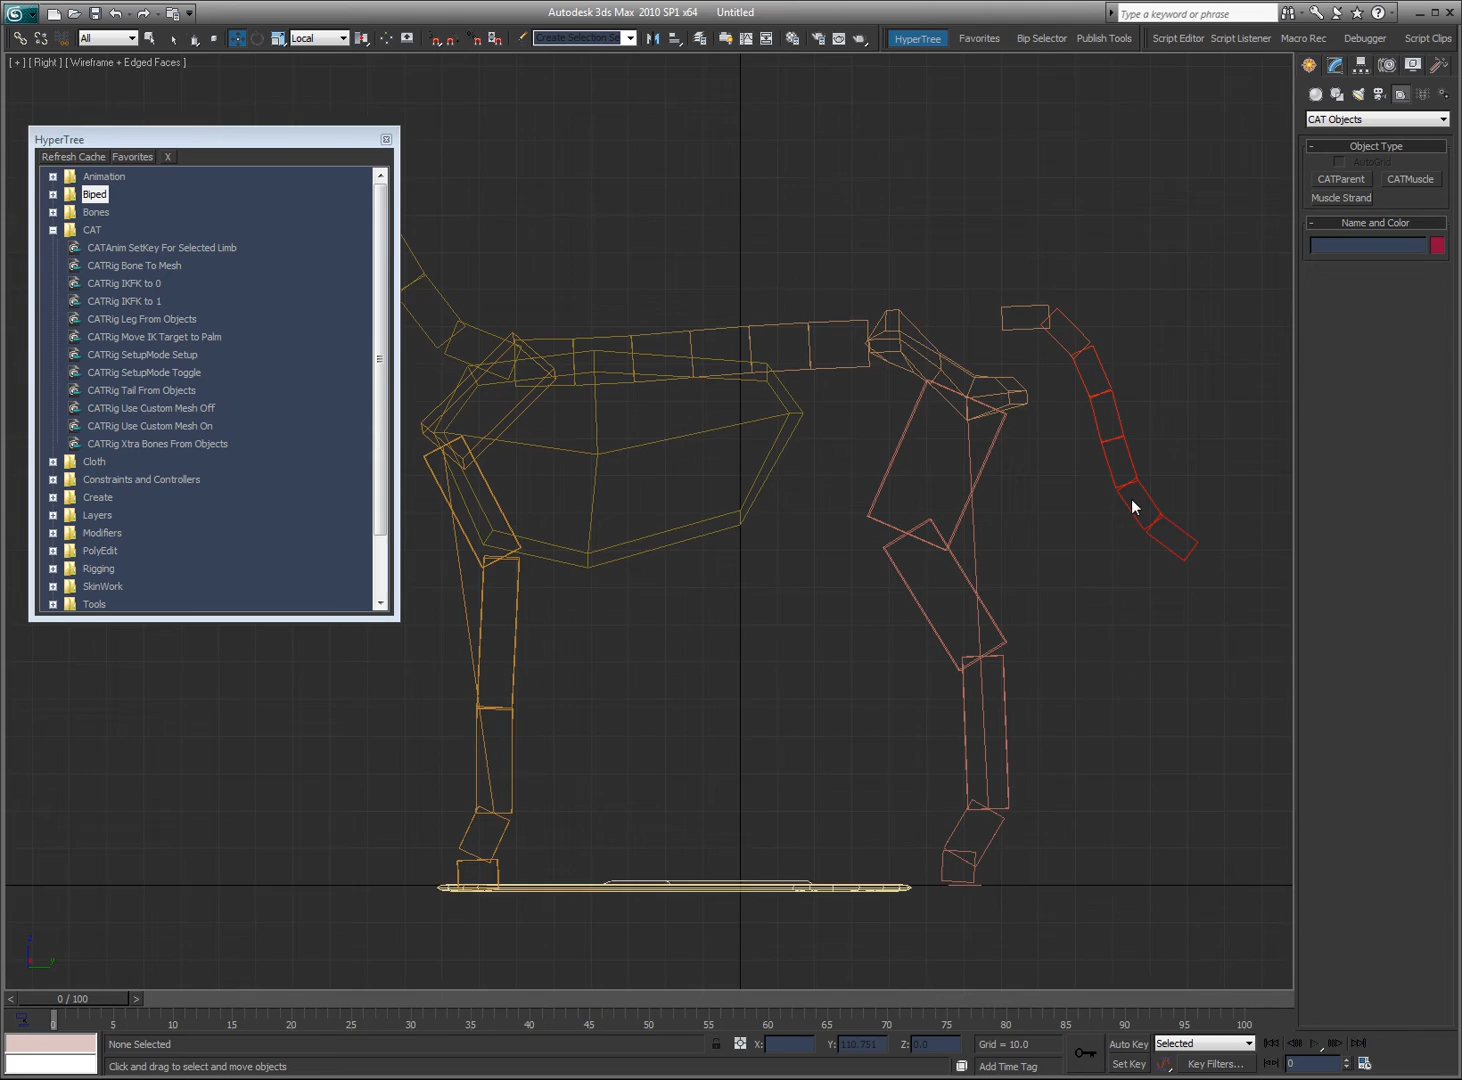 Autodesk 3ds Max 2010 SP1 x64 Untitled
Type a keyword or phrase
All
Local
Create Selection Se
HyperTree Favorites Bip Selector Publish Tools Script Editor Script Listener Macro Rec Debugger Script Clips
[ + ] [ Right ] [ Wireframe + Edged Faces ]
HyperTree
Refresh Cache Favorites X
Animation
Biped
Bones
CAT
CATAnim SetKey For Selected Limb
CATRig Bone To Mesh
CATRig IKFK to 0
CATRig IKFK to 1
CATRig Leg From Objects
CATRig Move IK Target to Palm
CATRig SetupMode Setup
CATRig SetupMode Toggle
CATRig Tail From Objects
CATRig Use Custom Mesh Off
CATRig Use Custom Mesh On
CATRig Xtra Bones From Objects
Cloth
Constraints and Controllers
Create
Layers
Modifiers
PolyEdit
Rigging
SkinWork
Tools
CAT Objects
Object Type
AutoGrid
CATParent CATMuscle
Muscle Strand
Name and Color
z
y
< 0 / 100 >
0 5 10 15 20 25 30 35 40 45 50 55 60 65 70 75 80 85 90 95 100
None Selected
X: Y: 110.751 Z: 0.0
Grid = 10.0
Auto Key Selected
Click and drag to select and move objects
Add Time Tag
Set Key Key Filters... 0